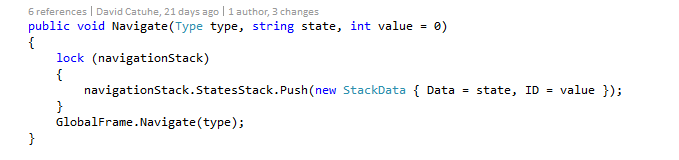 6 references | David Catuhe, 21 days ago | 1 author, 3 changes
public void Navigate(Type type, string state, int value = 0)
{
    lock (navigationStack)
    {
        navigationStack.StatesStack.Push(new StackData { Data = state, ID = value });
    }
    GlobalFrame.Navigate(type);
}